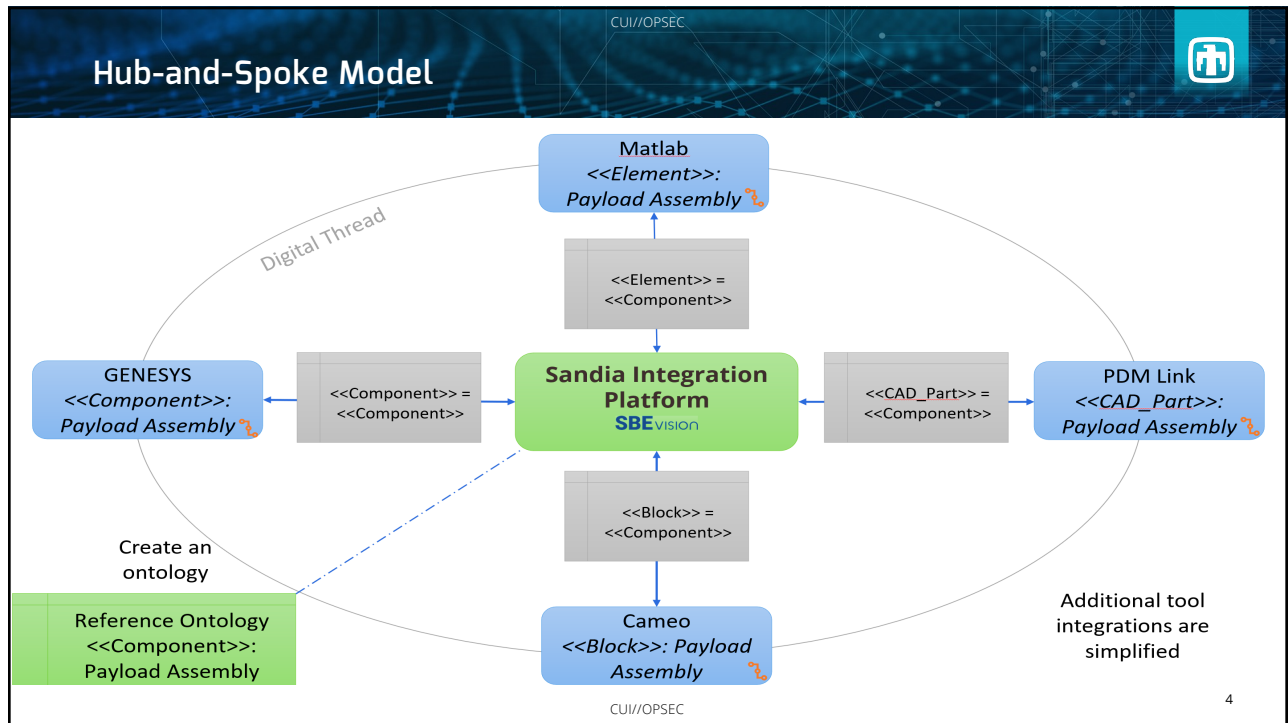 CUI//OPSEC
Hub-and-Spoke Model
Matlab
<<Element>>:
Payload Assembly
Digital Thread
<<Element>> =
<<Component>>
GENESYS
<<Component>>:
Payload Assembly
<<Component>> =
<<Component>>
Sandia Integration
Platform
SBE VISION
<<CAD_Part>> =
<<Component>>
PDM Link
<<CAD_Part>>:
Payload Assembly
<<Block>> =
<<Component>>
Create an
ontology
Reference Ontology
<<Component>>:
Payload Assembly
Cameo
<<Block>>: Payload
Assembly
Additional tool
integrations are
simplified
CUI//OPSEC
4